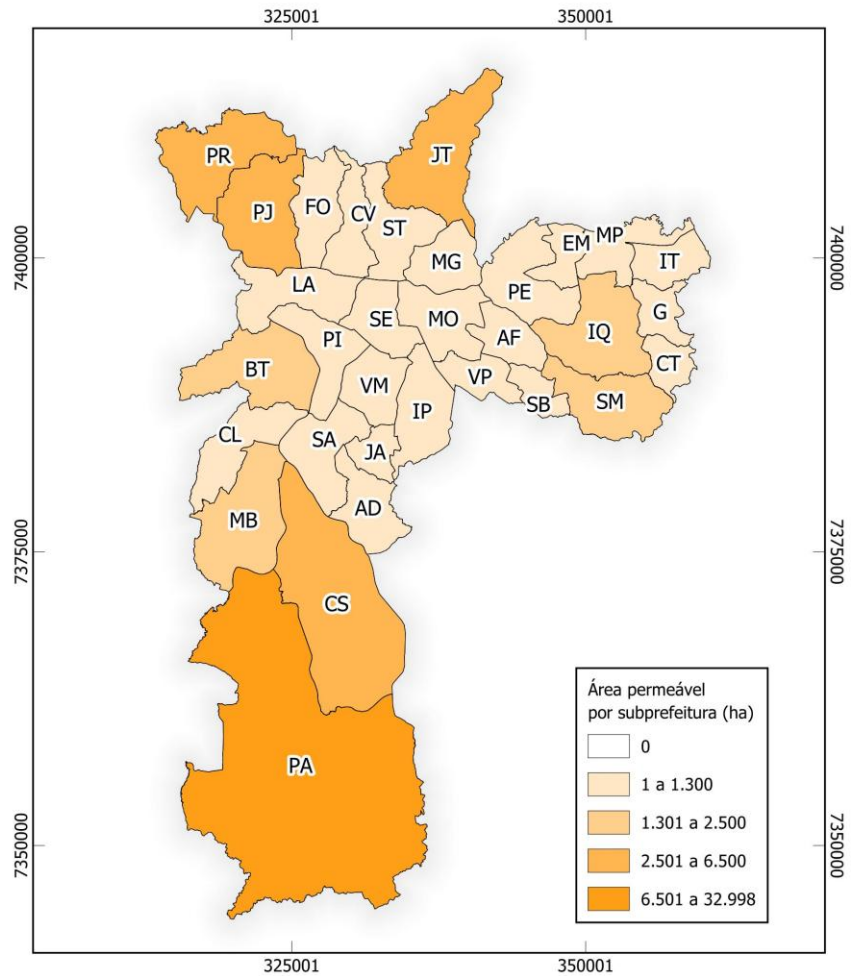 325001 350001
PR
JT
PJ
FO
CV
ST
EM
MP
7400000
7400000
MG
IT
LA
PE
SE
MO
G
AF
IQ
PI
BT
CT
VM
VP
SM
SB
IP
CL
SA
JA
AD
MB
7375000
7375000
CS
Área permeável
por subprefeitura (ha)
0
1 a 1.300
1.301 a 2.500
2.501 a 6.500
6.501 a 32.998
PA
7350000
7350000
325001 350001